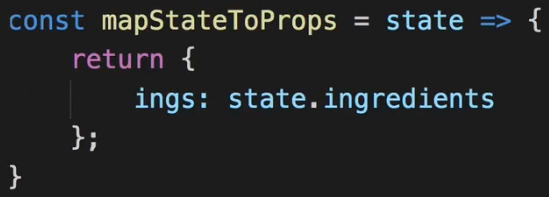 const mapStateToProps = state => {
    return {
        ings: state.ingredients
    };
}